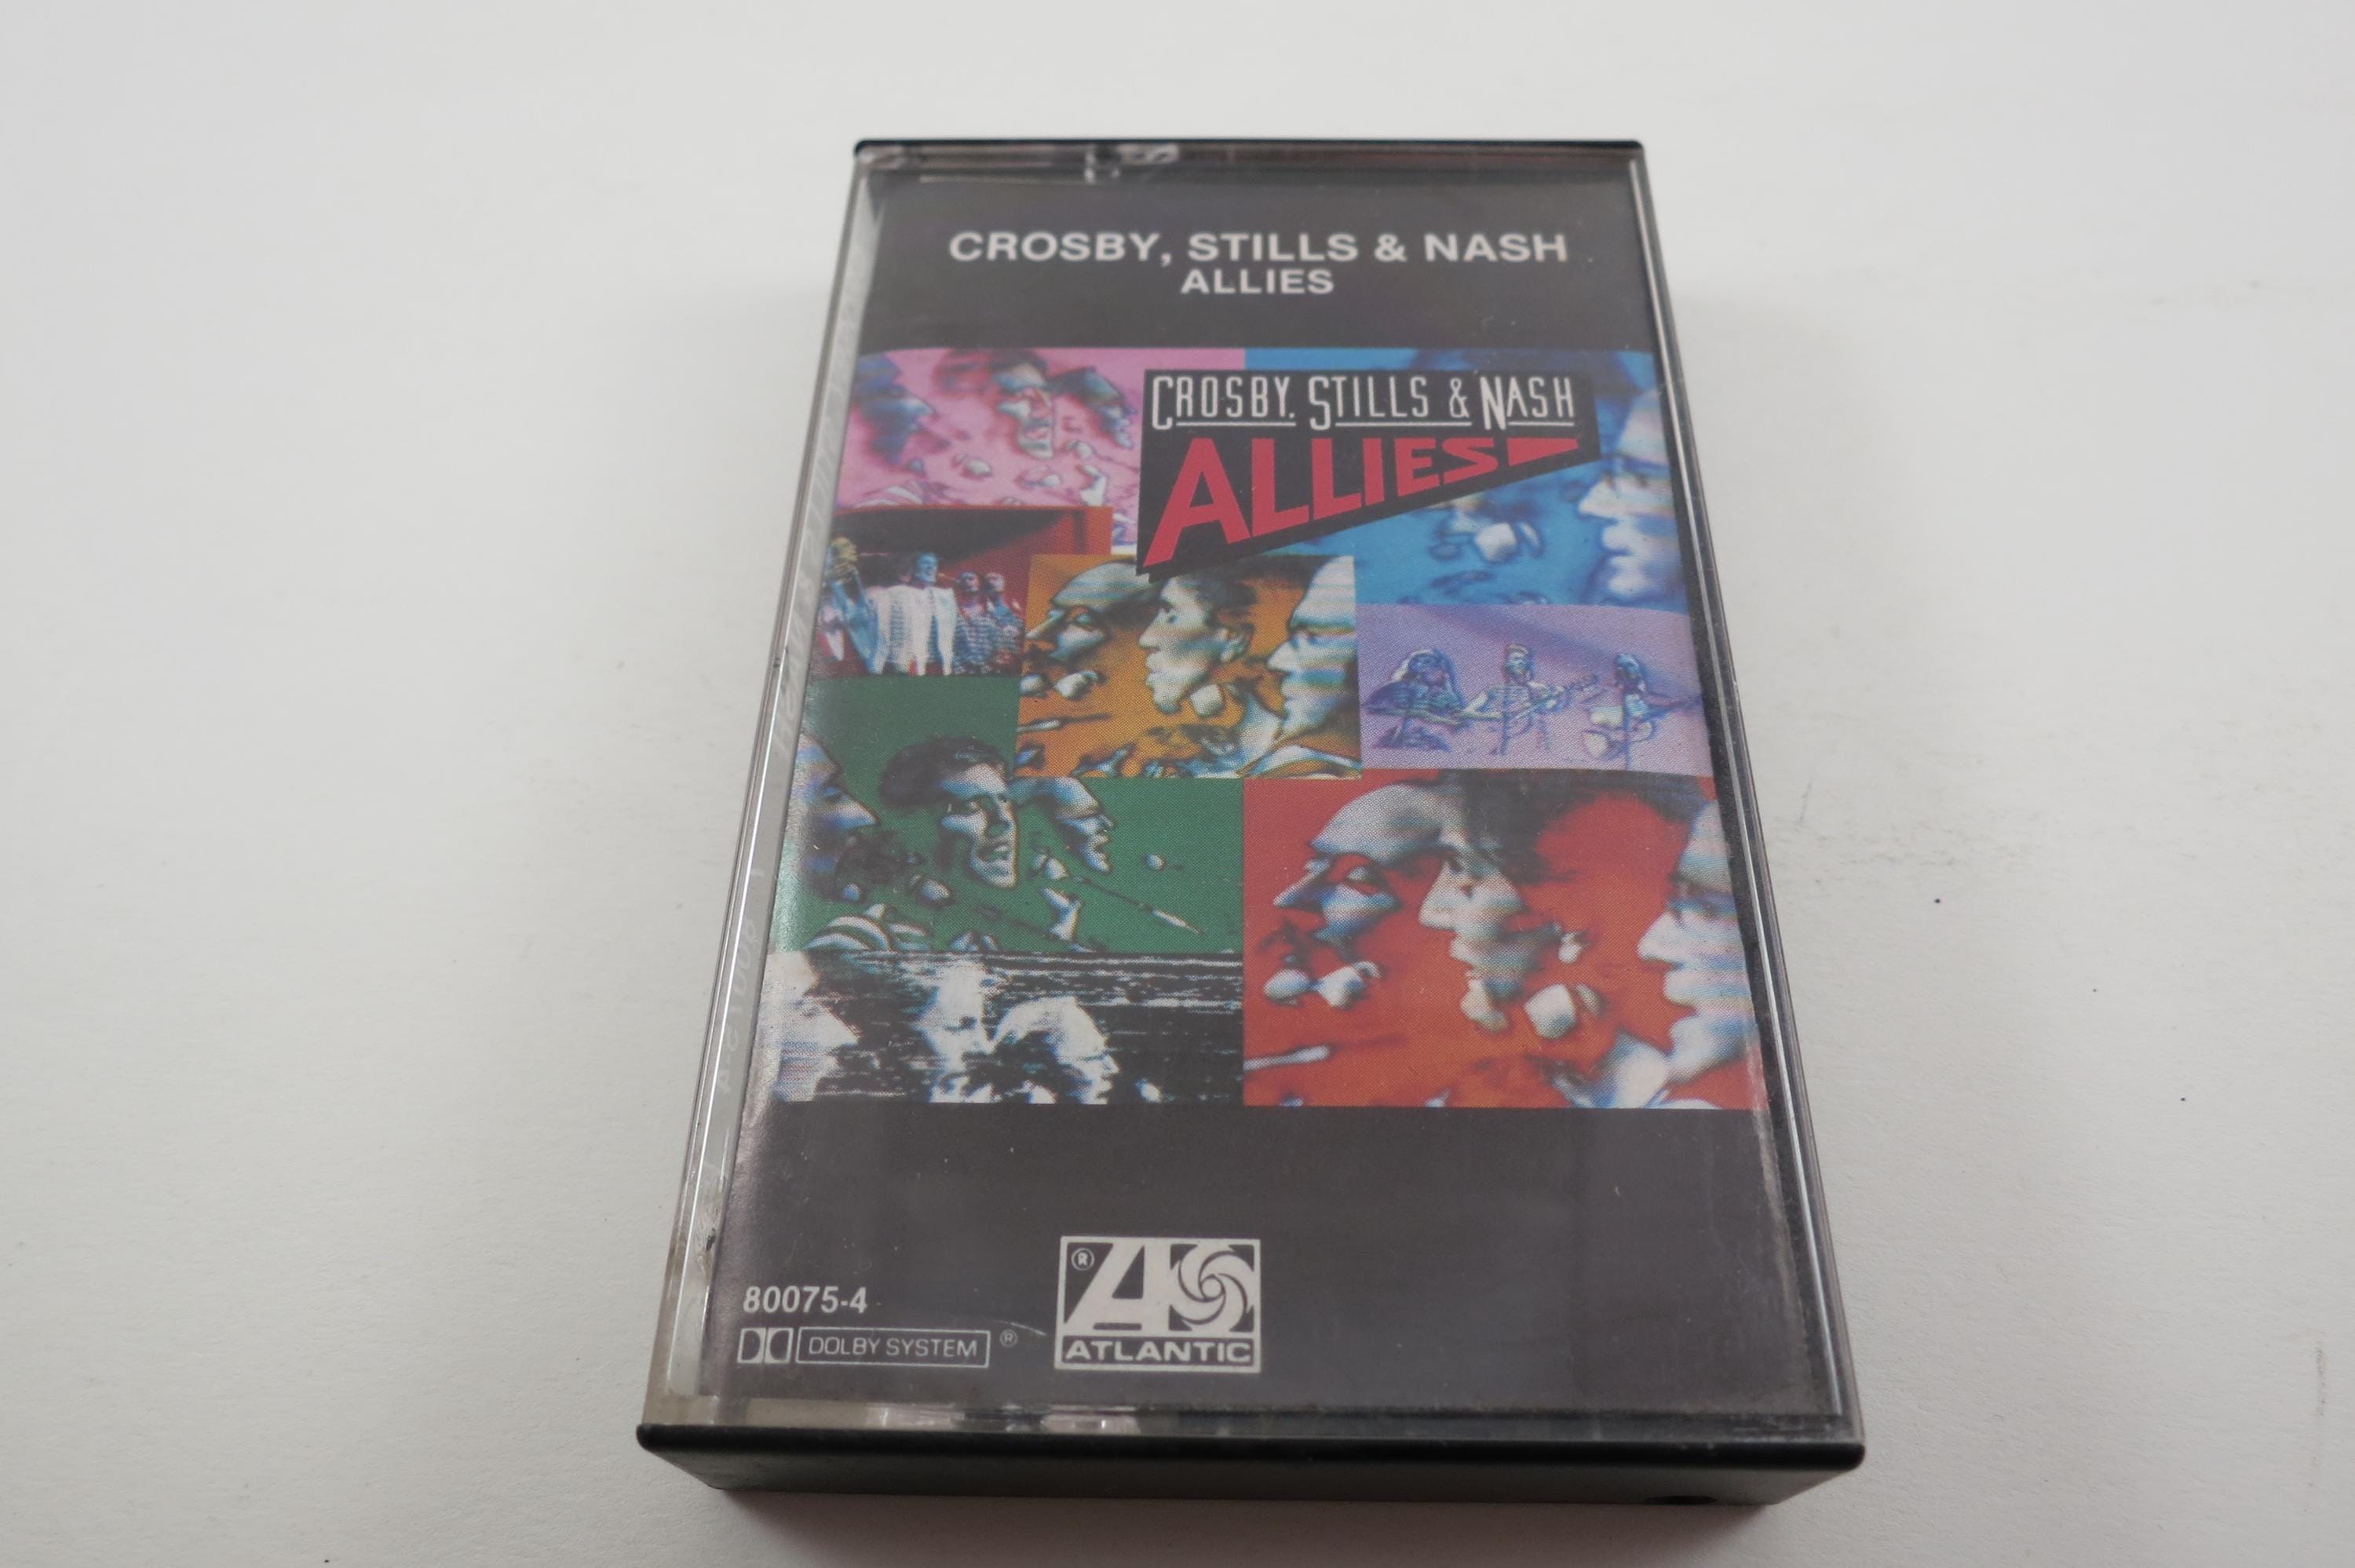 CROSBY, STILLS & NASH
ALLIES
CROSBY, STILLS & NASH
ALLIES
80075-4
DOLBY SYSTEM ®
®
ATLANTIC